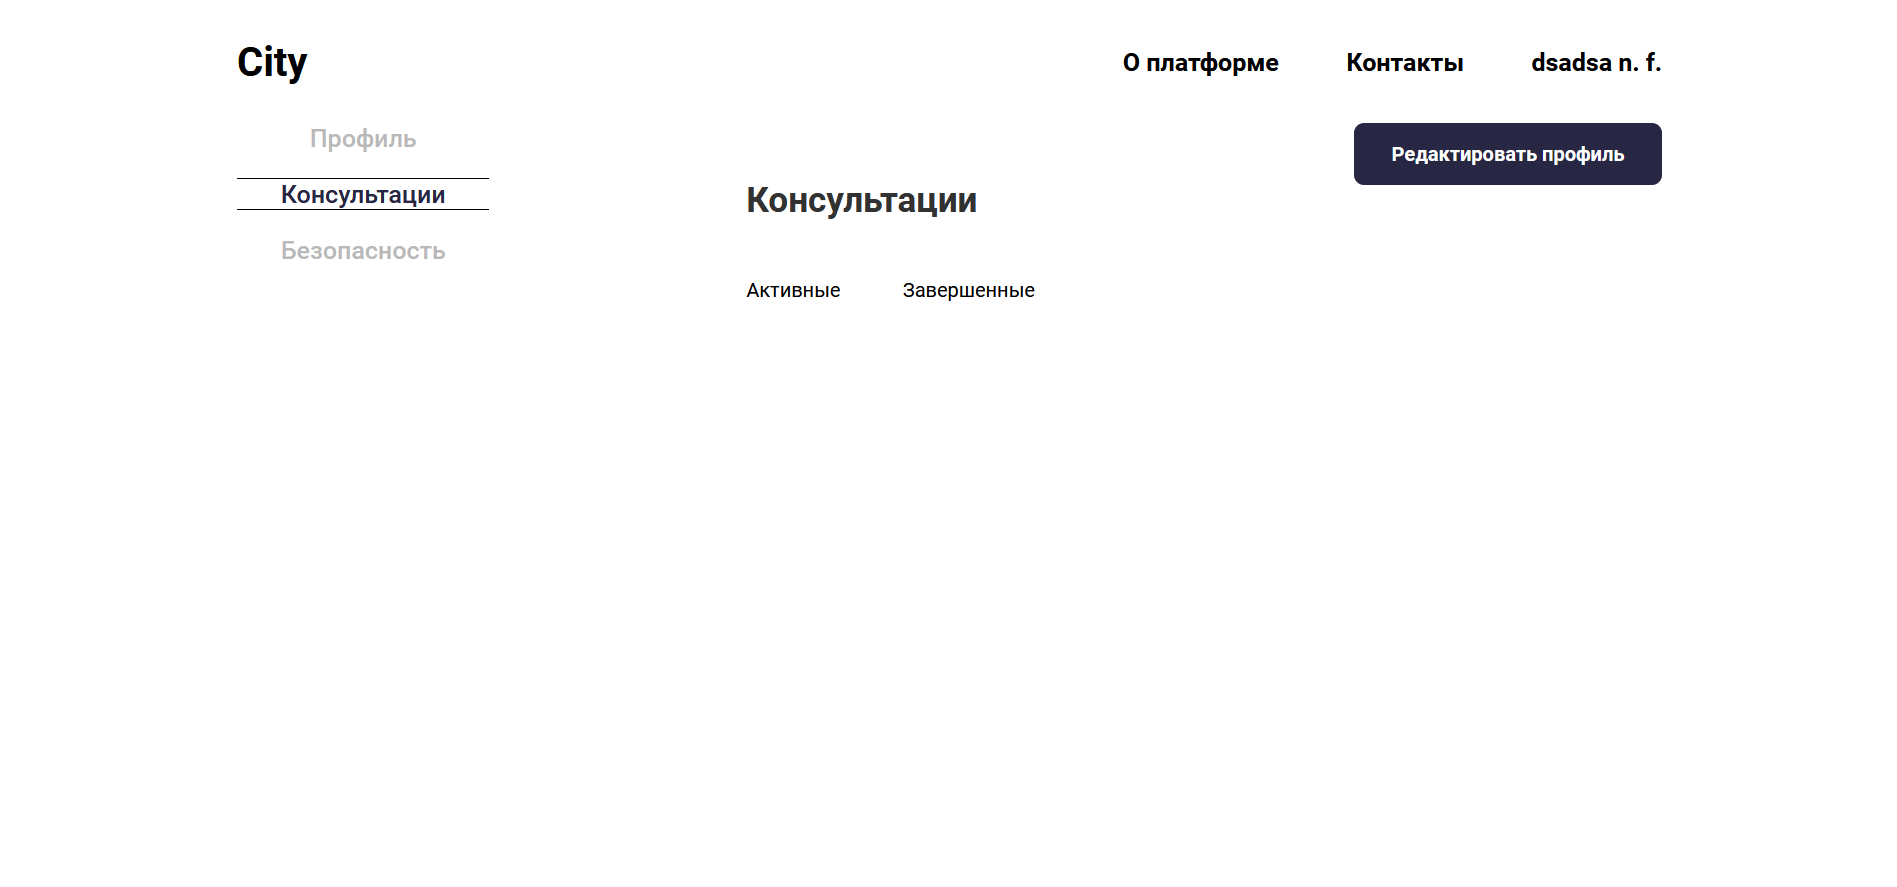 City
О платформе
Контакты
dsadsa n. f.
Профиль
Консультации
Безопасность
Редактировать профиль
Консультации
Активные
Завершенные